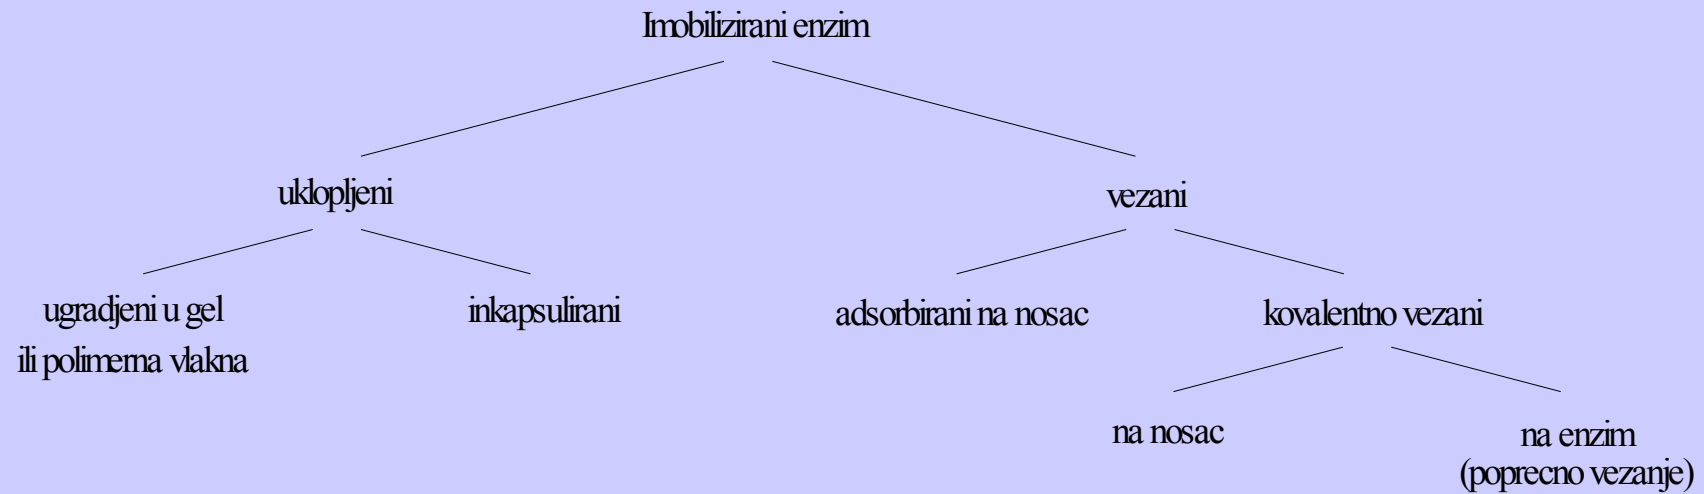 Imobilizirani enzim
uklopljeni
vezani
ugradjeni u gel
ili polimerna vlakna
inkapsulirani
adsorbirani na nosac
kovalentno vezani
na nosac
na enzim
(poprecno vezanje)